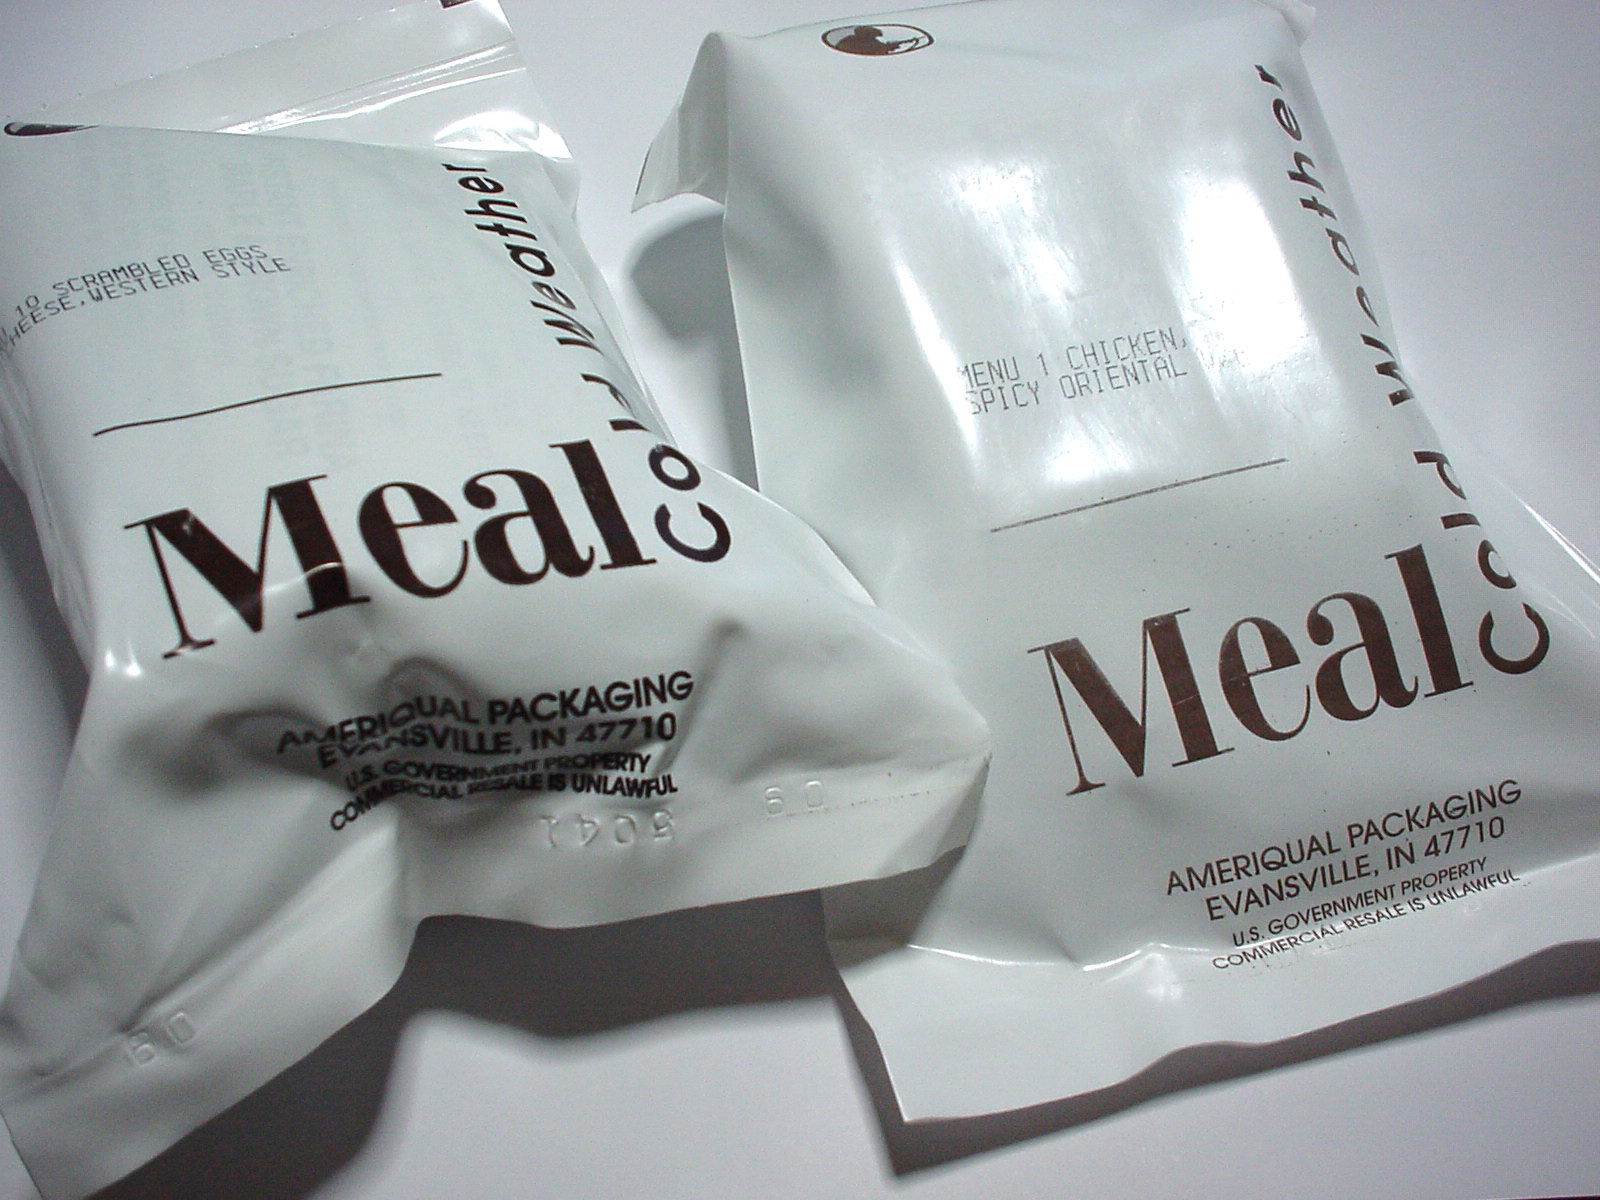 10 SCRAMBLED EGGS
CHEESE, WESTERN STYLE
Meal
Cold Weather
AMERIQUAL PACKAGING
EVANSVILLE, IN 47710
U.S. GOVERNMENT PROPERTY
COMMERCIAL RESALE IS UNLAWFUL
5041
60
60
MENU 1 CHICKEN,
SPICY ORIENTAL
Meal
Cold Weather
AMERIQUAL PACKAGING
EVANSVILLE, IN 47710
U.S. GOVERNMENT PROPERTY
COMMERCIAL RESALE IS UNLAWFUL